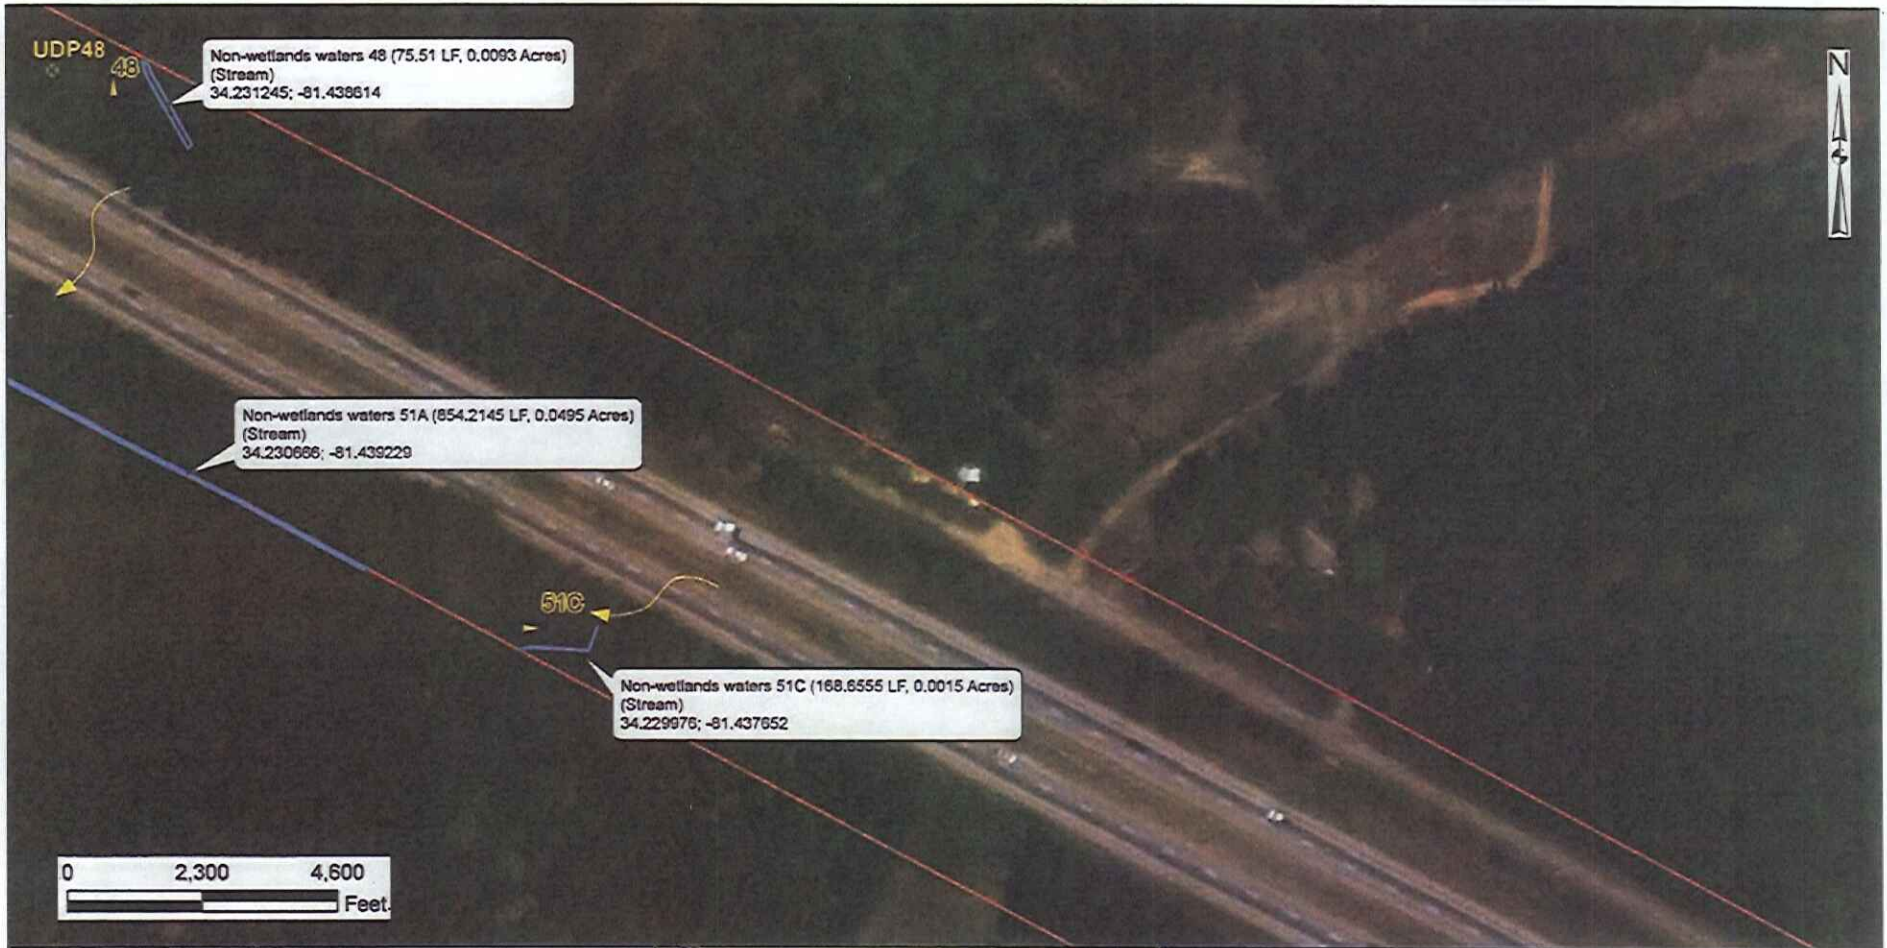 UDP48
48
Non-wetlands waters 48 (75.51 LF, 0.0093 Acres)
(Stream)
34.231245; -81.438614
N
Non-wetlands waters 51A (854.2145 LF, 0.0495 Acres)
(Stream)
34.230666; -81.439229
51C
Non-wetlands waters 51C (168.6555 LF, 0.0015 Acres)
(Stream)
34.229976; -81.437652
0 2,300 4,600
Feet